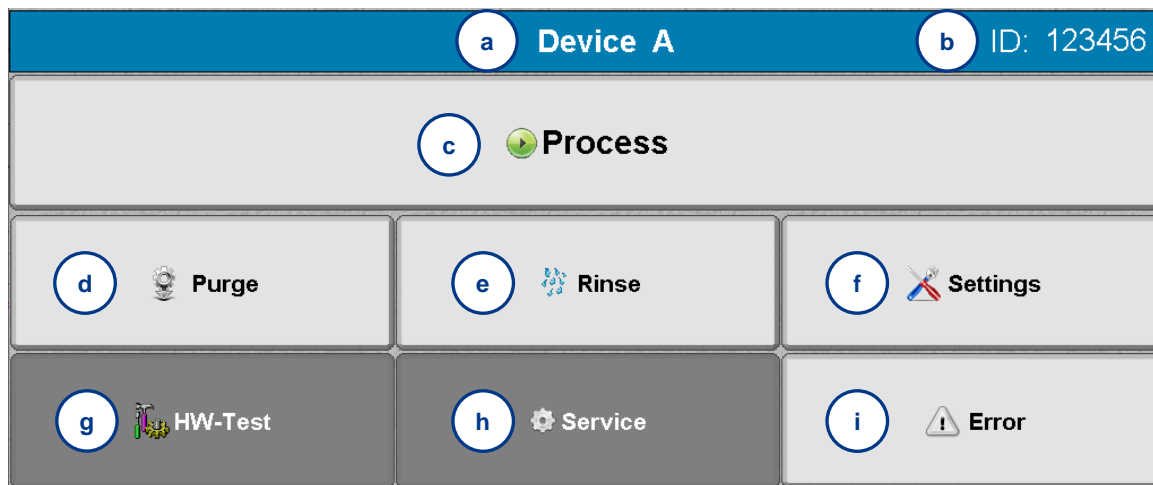 a Device A b ID: 123456
c Process
d Purge e Rinse f Settings
g HW-Test h Service i Error